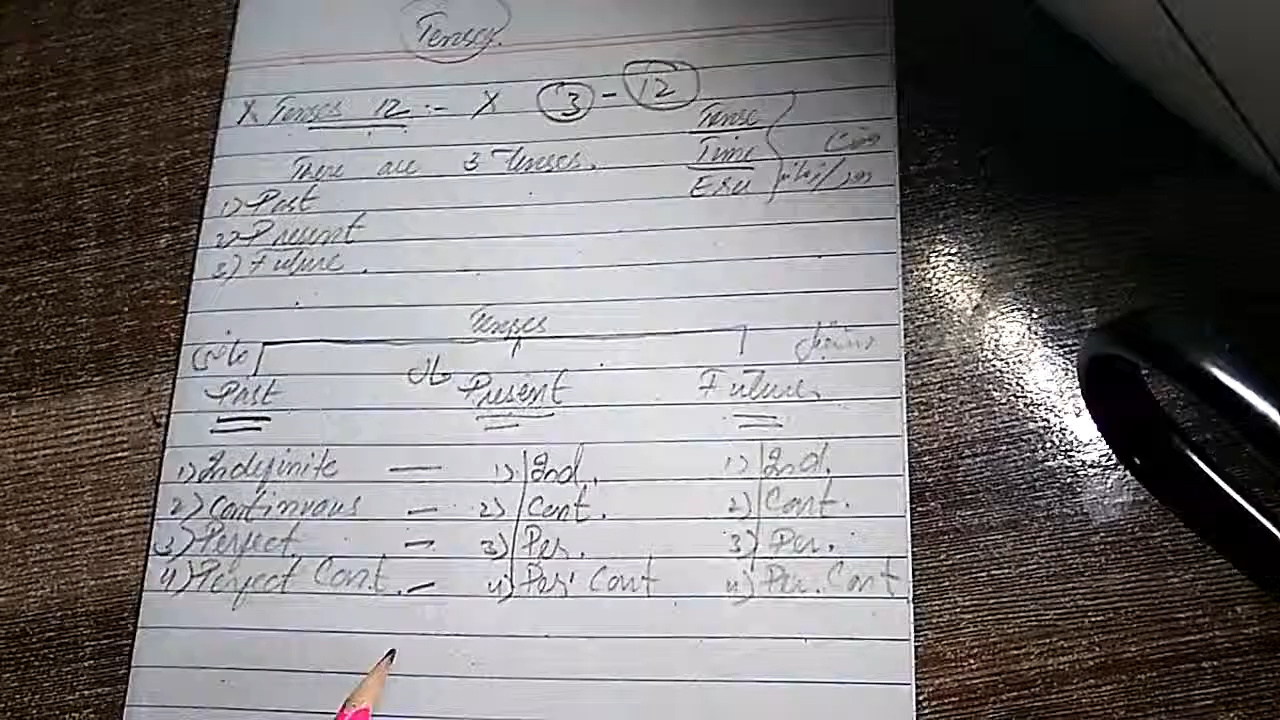 Tenses.
X Tenses 12 :- X 3 - 12
Tense
There are 3 Tenses. Time
1) Past
2) Present
3) Future.
Tenses
Past Present Future.
1) Indefinite — 1) Ind. 1) Ind.
2) Continuous — 2) Cont. 2) Cont.
3) Perfect — 3) Per. 3) Per.
4) Perfect Cont. — 4) Per. Cont 4) Per. Cont